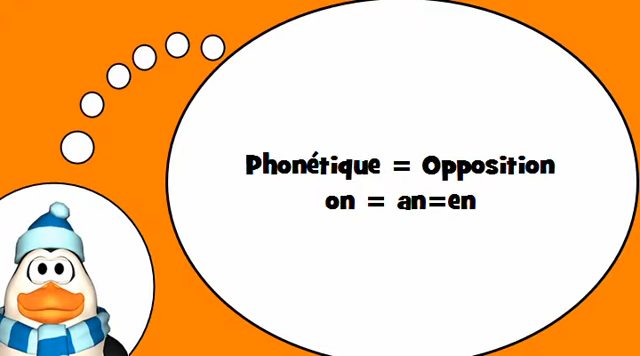 Phonétique = Opposition
on = an=en